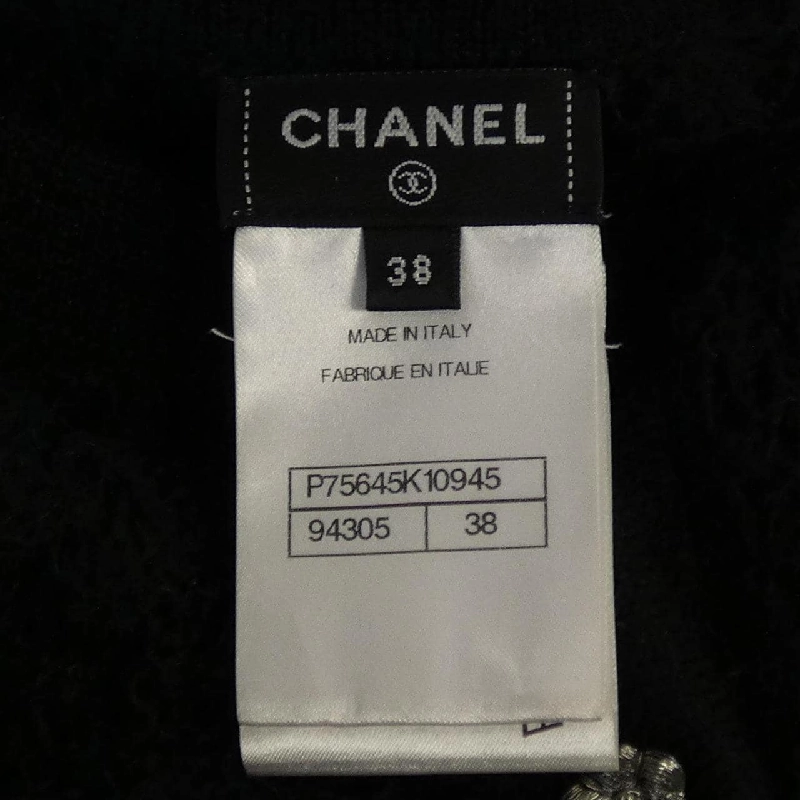 CHANEL
38
MADE IN ITALY
FABRIQUE EN ITALIE
P75645K10945
94305 38